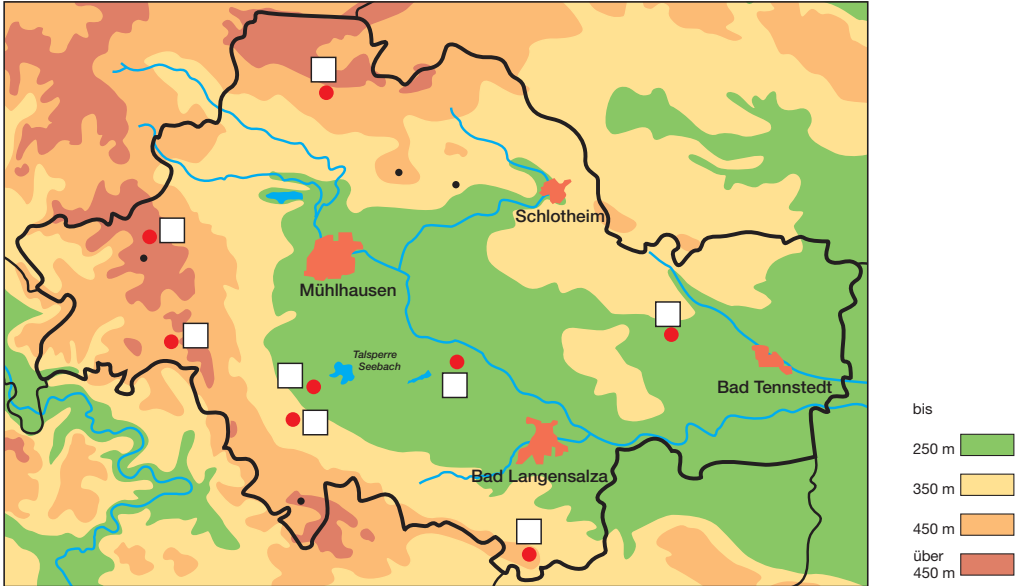 Schlotheim
Mühlhausen
Talsperre
Seebach
Bad Tennstedt
Bad Langensalza
bis
250 m
350 m
450 m
über
450 m